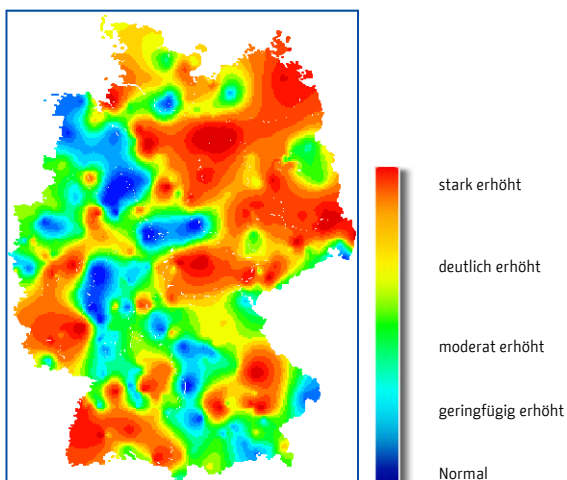 stark erhöht
deutlich erhöht
moderat erhöht
geringfügig erhöht
Normal